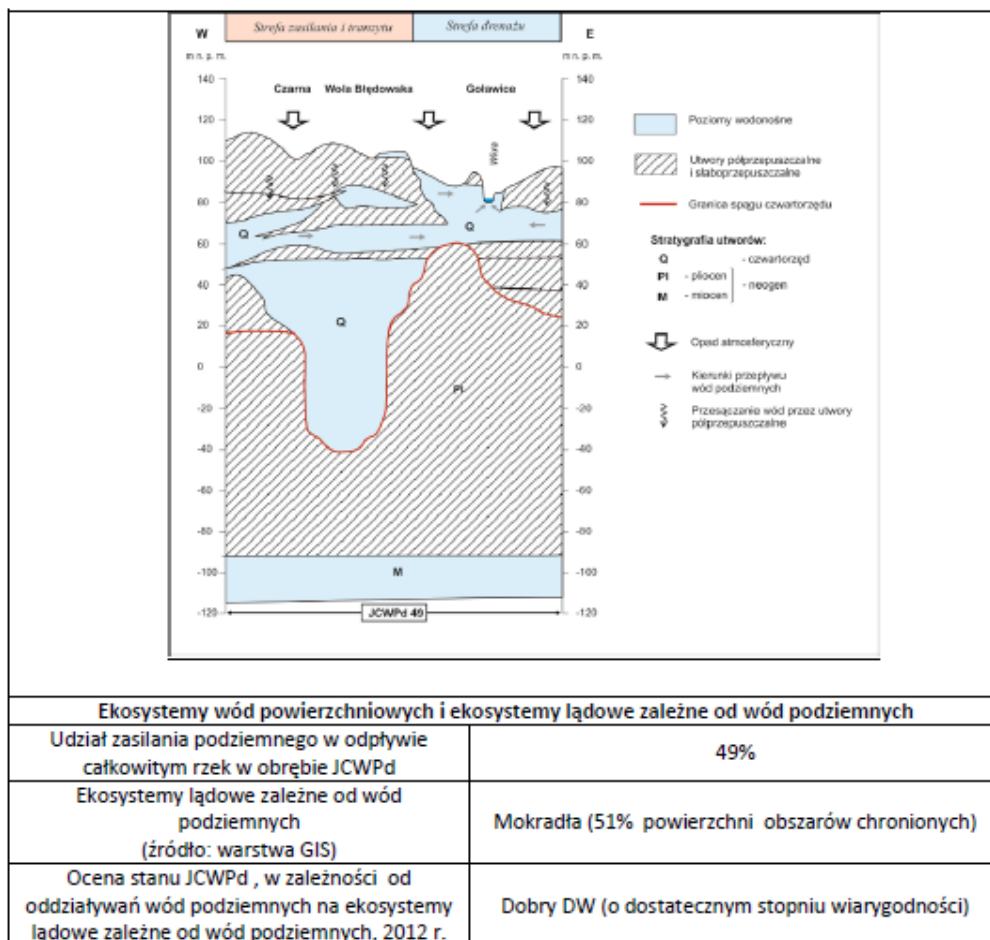 Strefa zasilania i tranzytu Strefa drenażu
W E
m n. p. m. m n. p. m.
Czarna Wola Błędowska Goławice
140 140
120 120
100 100
80 80
60 60
40 40
20 20
0 0
-20 -20
-40 -40
-60 -60
-80 -80
-100 -100
-120 -120
Wkra
Q
Q
Q
Pl
M
JCWPd 49
Poziomy wodonośne
Utwory półprzepuszczalne
i słaboprzepuszczalne
Granica spągu czwartorzędu
Stratygrafia utworów:
Q - czwartorzęd
Pl - pliocen
- neogen
M - miocen
Opad atmosferyczny
Kierunki przepływu
wód podziemnych
Przesączanie wód przez utwory
półprzepuszczalne
Ekosystemy wód powierzchniowych i ekosystemy lądowe zależne od wód podziemnych
Udział zasilania podziemnego w odpływie
całkowitym rzek w obrębie JCWPd
49%
Ekosystemy lądowe zależne od wód
podziemnych
(źródło: warstwa GIS)
Mokradła (51% powierzchni obszarów chronionych)
Ocena stanu JCWPd , w zależności od
oddziaływań wód podziemnych na ekosystemy
lądowe zależne od wód podziemnych, 2012 r.
Dobry DW (o dostatecznym stopniu wiarygodności)